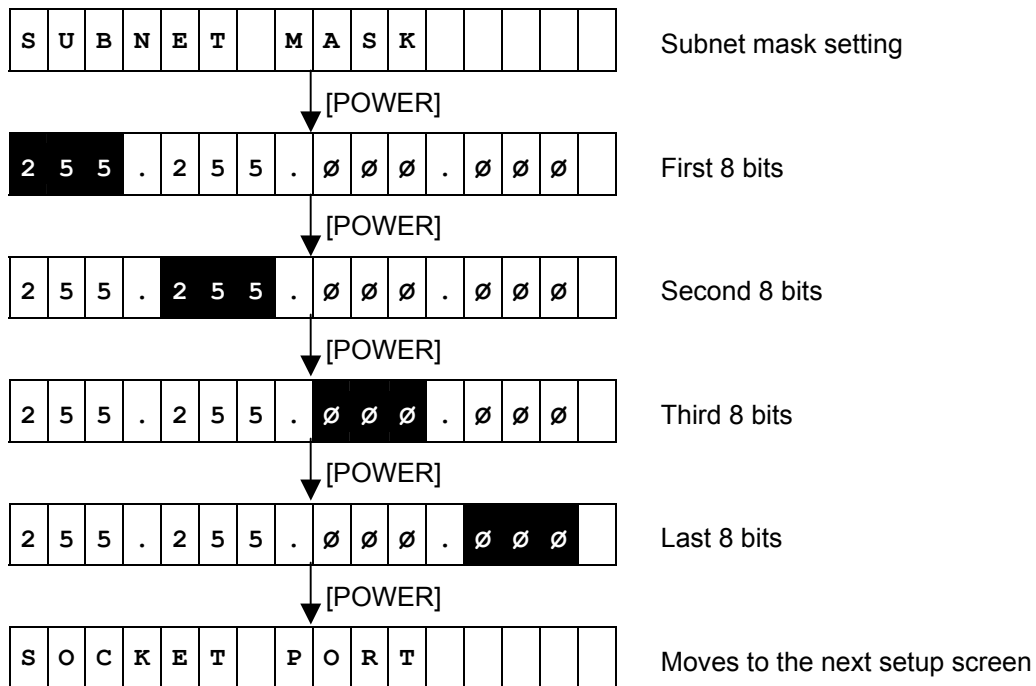 SUBNET MASK Subnet mask setting
[POWER]
255.255.ØØØ.ØØØ First 8 bits
[POWER]
255.255.ØØØ.ØØØ Second 8 bits
[POWER]
255.255.ØØØ.ØØØ Third 8 bits
[POWER]
255.255.ØØØ.ØØØ Last 8 bits
[POWER]
SOCKET PORT Moves to the next setup screen